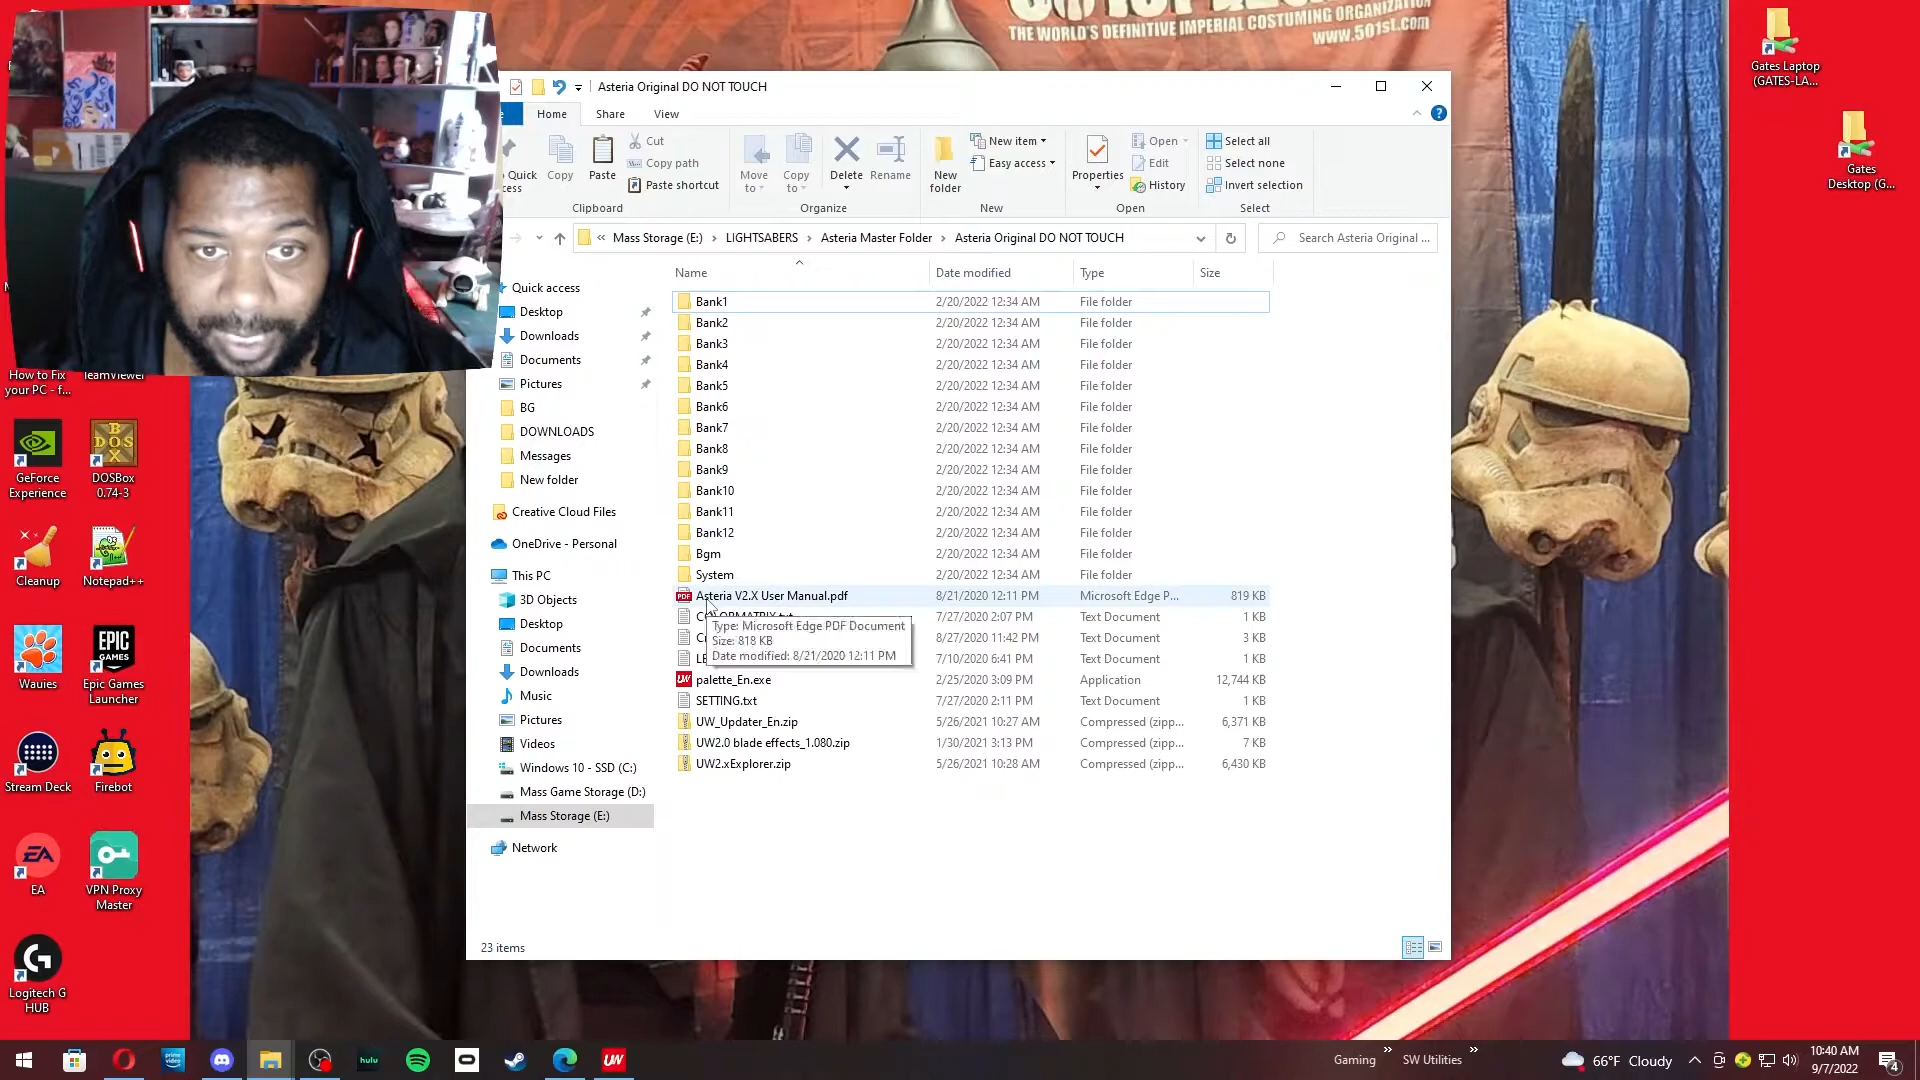 THE WORLD'S DEFINITIVE IMPERIAL COSTUMING ORGANIZATION
www.501st.com
Gates Laptop
(GATES-LA...
Gates
Desktop (G...
Asteria Original DO NOT TOUCH
Home
Share
View
Copy
Paste
Cut
Copy path
Paste shortcut
Clipboard
Move
to
Copy
to
Delete
Rename
Organize
New
folder
New item
Easy access
New
Properties
Open
Edit
History
Open
Select all
Select none
Invert selection
Select
« Mass Storage (E:) › LIGHTSABERS › Asteria Master Folder › Asteria Original DO NOT TOUCH
Search Asteria Original ...
Name Date modified Type Size
Bank1 2/20/2022 12:34 AM File folder
Bank2 2/20/2022 12:34 AM File folder
Bank3 2/20/2022 12:34 AM File folder
Bank4 2/20/2022 12:34 AM File folder
Bank5 2/20/2022 12:34 AM File folder
Bank6 2/20/2022 12:34 AM File folder
Bank7 2/20/2022 12:34 AM File folder
Bank8 2/20/2022 12:34 AM File folder
Bank9 2/20/2022 12:34 AM File folder
Bank10 2/20/2022 12:34 AM File folder
Bank11 2/20/2022 12:34 AM File folder
Bank12 2/20/2022 12:34 AM File folder
Bgm 2/20/2022 12:34 AM File folder
System 2/20/2022 12:34 AM File folder
Asteria V2.X User Manual.pdf 8/21/2020 12:11 PM Microsoft Edge P... 819 KB
7/27/2020 2:07 PM Text Document 1 KB
8/27/2020 11:42 PM Text Document 3 KB
7/10/2020 6:41 PM Text Document 1 KB
palette_En.exe 2/25/2020 3:09 PM Application 12,744 KB
SETTING.txt 7/27/2020 2:11 PM Text Document 1 KB
UW_Updater_En.zip 5/26/2021 10:27 AM Compressed (zipp... 6,371 KB
UW2.0 blade effects_1.080.zip 1/30/2021 3:13 PM Compressed (zipp... 7 KB
UW2.xExplorer.zip 5/26/2021 10:28 AM Compressed (zipp... 6,430 KB
Type: Microsoft Edge PDF Document
Size: 818 KB
Date modified: 8/21/2020 12:11 PM
Quick access
Desktop
Downloads
Documents
Pictures
BG
DOWNLOADS
Messages
New folder
Creative Cloud Files
OneDrive - Personal
This PC
3D Objects
Desktop
Documents
Downloads
Music
Pictures
Videos
Windows 10 - SSD (C:)
Mass Game Storage (D:)
Mass Storage (E:)
Network
23 items
How to Fix
your PC - f...
TeamViewer
GeForce
Experience
DOSBox
0.74-3
Cleanup
Notepad++
Wauies
Epic Games
Launcher
Stream Deck
Firebot
EA
VPN Proxy
Master
Logitech G
HUB
prime video
hulu
UW
Gaming
SW Utilities
66°F Cloudy
10:40 AM
9/7/2022
4